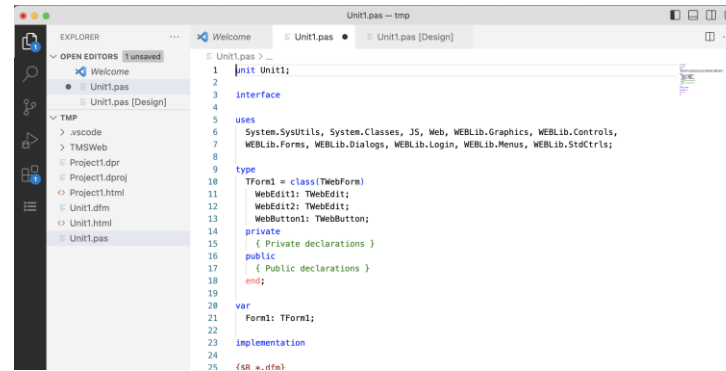 Unit1.pas — tmp
EXPLORER
OPEN EDITORS 1 unsaved
Welcome
Unit1.pas
Unit1.pas [Design]
TMP
.vscode
TMSWeb
Project1.dpr
Project1.dproj
Project1.html
Unit1.dfm
Unit1.html
Unit1.pas
Welcome
Unit1.pas
Unit1.pas [Design]
Unit1.pas > ...
1 unit Unit1;
2
3 interface
4
5 uses
6 System.SysUtils, System.Classes, JS, Web, WEBLib.Graphics, WEBLib.Controls,
7 WEBLib.Forms, WEBLib.Dialogs, WEBLib.Login, WEBLib.Menus, WEBLib.StdCtrls;
8
9 type
10 TForm1 = class(TWebForm)
11 WebEdit1: TWebEdit;
12 WebEdit2: TWebEdit;
13 WebButton1: TWebButton;
14 private
15 { Private declarations }
16 public
17 { Public declarations }
18 end;
19
20 var
21 Form1: TForm1;
22
23 implementation
24
25 {$R *.dfm}